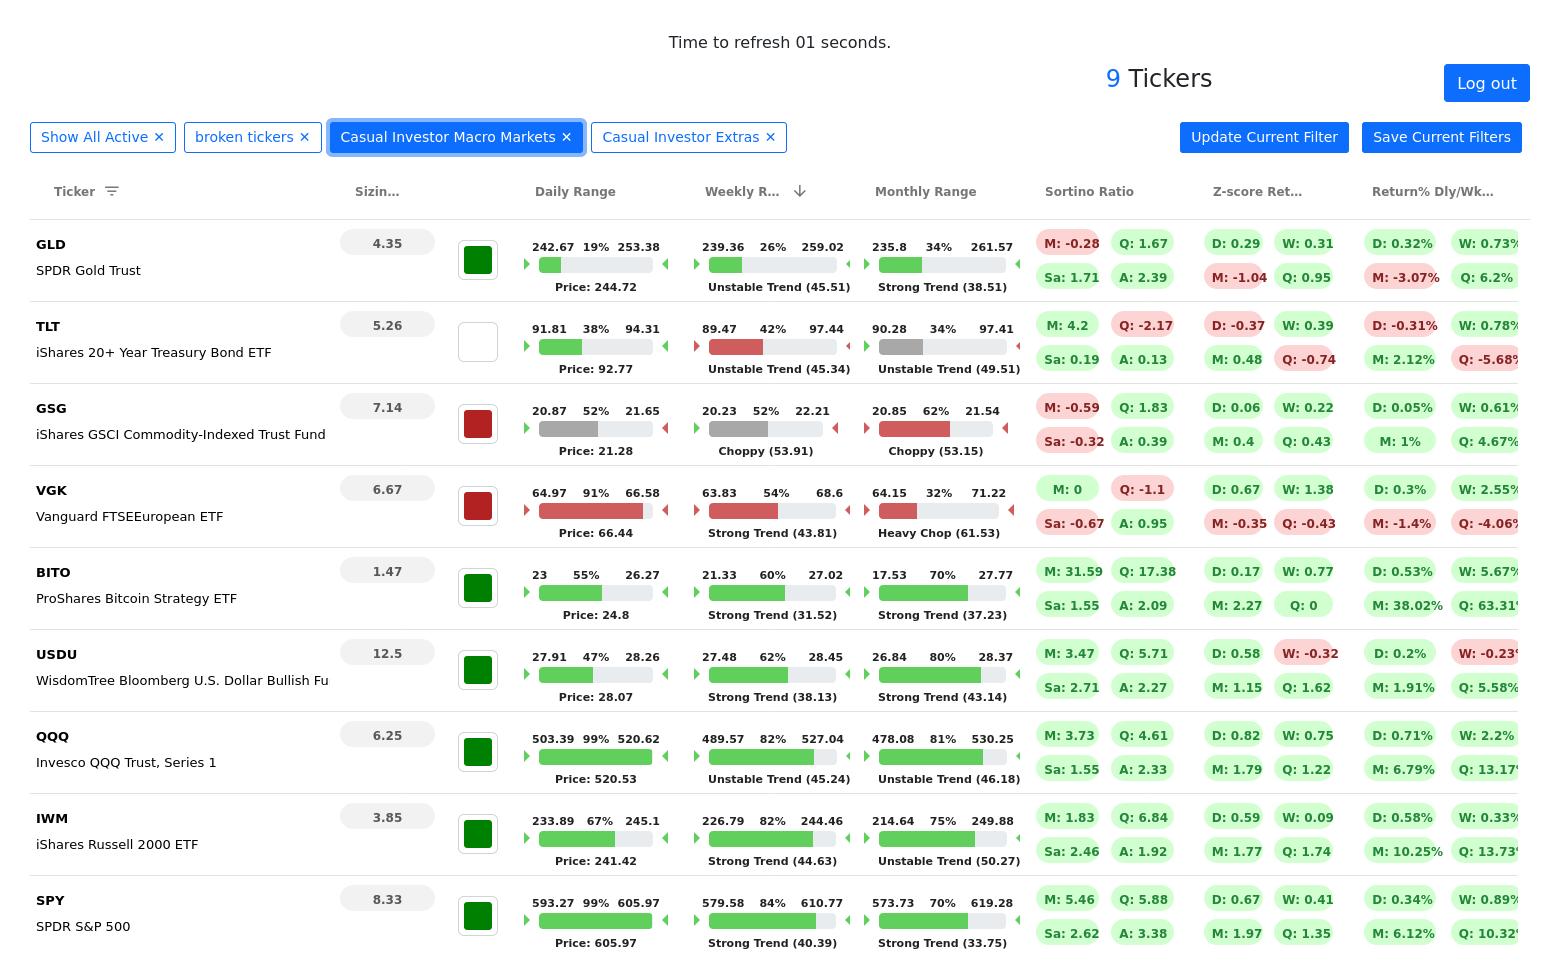 Time to refresh 01 seconds.
9 Tickers
Log out
Show All Active ✕ broken tickers ✕ Casual Investor Macro Markets ✕ Casual Investor Extras ✕ Update Current Filter Save Current Filters
Ticker Sizin… Daily Range Weekly R… Monthly Range Sortino Ratio Z-score Ret… Return% Dly/Wk…
GLD 4.35 242.67 19% 253.38 239.36 26% 259.02 235.8 34% 261.57 M: -0.28 Q: 1.67 D: 0.29 W: 0.31 D: 0.32% W: 0.73%
SPDR Gold Trust Price: 244.72 Unstable Trend (45.51) Strong Trend (38.51) Sa: 1.71 A: 2.39 M: -1.04 Q: 0.95 M: -3.07% Q: 6.2%
TLT 5.26 91.81 38% 94.31 89.47 42% 97.44 90.28 34% 97.41 M: 4.2 Q: -2.17 D: -0.37 W: 0.39 D: -0.31% W: 0.78%
iShares 20+ Year Treasury Bond ETF Price: 92.77 Unstable Trend (45.34) Unstable Trend (49.51) Sa: 0.19 A: 0.13 M: 0.48 Q: -0.74 M: 2.12% Q: -5.68%
GSG 7.14 20.87 52% 21.65 20.23 52% 22.21 20.85 62% 21.54 M: -0.59 Q: 1.83 D: 0.06 W: 0.22 D: 0.05% W: 0.61%
iShares GSCI Commodity-Indexed Trust Fund Price: 21.28 Choppy (53.91) Choppy (53.15) Sa: -0.32 A: 0.39 M: 0.4 Q: 0.43 M: 1% Q: 4.67%
VGK 6.67 64.97 91% 66.58 63.83 54% 68.6 64.15 32% 71.22 M: 0 Q: -1.1 D: 0.67 W: 1.38 D: 0.3% W: 2.55%
Vanguard FTSEEuropean ETF Price: 66.44 Strong Trend (43.81) Heavy Chop (61.53) Sa: -0.67 A: 0.95 M: -0.35 Q: -0.43 M: -1.4% Q: -4.06%
BITO 1.47 23 55% 26.27 21.33 60% 27.02 17.53 70% 27.77 M: 31.59 Q: 17.38 D: 0.17 W: 0.77 D: 0.53% W: 5.67%
ProShares Bitcoin Strategy ETF Price: 24.8 Strong Trend (31.52) Strong Trend (37.23) Sa: 1.55 A: 2.09 M: 2.27 Q: 0 M: 38.02% Q: 63.31%
USDU 12.5 27.91 47% 28.26 27.48 62% 28.45 26.84 80% 28.37 M: 3.47 Q: 5.71 D: 0.58 W: -0.32 D: 0.2% W: -0.23%
WisdomTree Bloomberg U.S. Dollar Bullish Fu Price: 28.07 Strong Trend (38.13) Strong Trend (43.14) Sa: 2.71 A: 2.27 M: 1.15 Q: 1.62 M: 1.91% Q: 5.58%
QQQ 6.25 503.39 99% 520.62 489.57 82% 527.04 478.08 81% 530.25 M: 3.73 Q: 4.61 D: 0.82 W: 0.75 D: 0.71% W: 2.2%
Invesco QQQ Trust, Series 1 Price: 520.53 Unstable Trend (45.24) Unstable Trend (46.18) Sa: 1.55 A: 2.33 M: 1.79 Q: 1.22 M: 6.79% Q: 13.17%
IWM 3.85 233.89 67% 245.1 226.79 82% 244.46 214.64 75% 249.88 M: 1.83 Q: 6.84 D: 0.59 W: 0.09 D: 0.58% W: 0.33%
iShares Russell 2000 ETF Price: 241.42 Strong Trend (44.63) Unstable Trend (50.27) Sa: 2.46 A: 1.92 M: 1.77 Q: 1.74 M: 10.25% Q: 13.73%
SPY 8.33 593.27 99% 605.97 579.58 84% 610.77 573.73 70% 619.28 M: 5.46 Q: 5.88 D: 0.67 W: 0.41 D: 0.34% W: 0.89%
SPDR S&P 500 Price: 605.97 Strong Trend (40.39) Strong Trend (33.75) Sa: 2.62 A: 3.38 M: 1.97 Q: 1.35 M: 6.12% Q: 10.32%